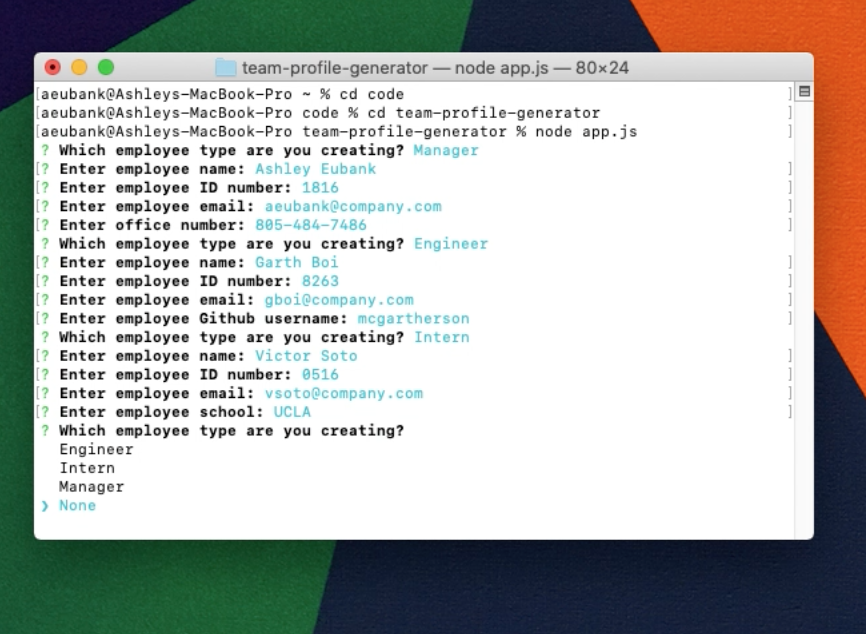 team-profile-generator — node app.js — 80×24
[aeubank@Ashleys-MacBook-Pro ~ % cd code ]
[aeubank@Ashleys-MacBook-Pro code % cd team-profile-generator ]
[aeubank@Ashleys-MacBook-Pro team-profile-generator % node app.js ]
? Which employee type are you creating? Manager
[? Enter employee name: Ashley Eubank ]
[? Enter employee ID number: 1816 ]
[? Enter employee email: aeubank@company.com ]
[? Enter office number: 805-484-7486 ]
? Which employee type are you creating? Engineer
[? Enter employee name: Garth Boi ]
[? Enter employee ID number: 8263 ]
[? Enter employee email: gboi@company.com ]
[? Enter employee Github username: mcgartherson ]
? Which employee type are you creating? Intern
[? Enter employee name: Victor Soto ]
[? Enter employee ID number: 0516 ]
[? Enter employee email: vsoto@company.com ]
[? Enter employee school: UCLA ]
? Which employee type are you creating?
Engineer
Intern
Manager
❯ None